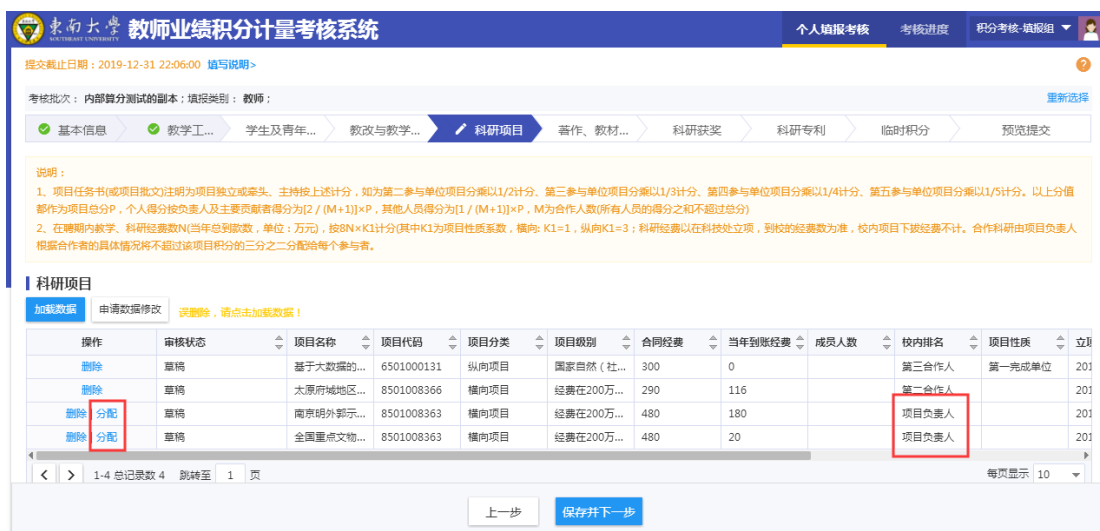 東南大學 教师业绩积分计量考核系统 个人填报考核 考核进度 积分考核-填报组
SOUTHEAST UNIVERSITY
提交截止日期：2019-12-31 22:06:00 填写说明>
考核批次： 内部算分测试的副本；填报类别： 教师； 重新选择
基本信息 教学工... 学生及青年... 教改与教学... 科研项目 著作、教材... 科研获奖 科研专利 临时积分 预览提交
说明：
1、项目任务书(或项目批文)注明为项目独立或牵头、主持按上述计分，如为第二参与单位项目分乘以1/2计分、第三参与单位项目分乘以1/3计分、第四参与单位项目分乘以1/4计分、第五参与单位项目分乘以1/5计分。以上分值
都作为项目总分P，个人得分按负责人及主要贡献者得分为[2 / (M+1)]×P，其他人员得分为[1 / (M+1)]×P，M为合作人数(所有人员的得分之和不超过总分)
2、在聘期内教学、科研经费数N(当年总到款数，单位：万元)，按8N×K1计分(其中K1为项目性质系数，横向: K1=1，纵向K1=3；科研经费以在科技处立项，到校的经费数为准，校内项目下拨经费不计。合作科研由项目负责人
根据合作者的具体情况将不超过该项目积分的三分之二分配给每个参与者。
科研项目
加载数据 申请数据修改 误删除，请点击加载数据！
操作 审核状态 项目名称 项目代码 项目分类 项目级别 合同经费 当年到账经费 成员人数 校内排名 项目性质 立项
删除 草稿 基于大数据的... 6501000131 纵向项目 国家自然（社... 300 0 第三合作人 第一完成单位 201
删除 草稿 太原府城地区... 8501008366 横向项目 经费在200万... 290 116 第二合作人 201
删除 | 分配 草稿 南京明外郭示... 8501008363 横向项目 经费在200万... 480 180 项目负责人 201
删除 | 分配 草稿 全国重点文物... 8501008363 横向项目 经费在200万... 480 20 项目负责人 201
1-4 总记录数 4 跳转至 1 页 每页显示 10
上一步 保存并下一步